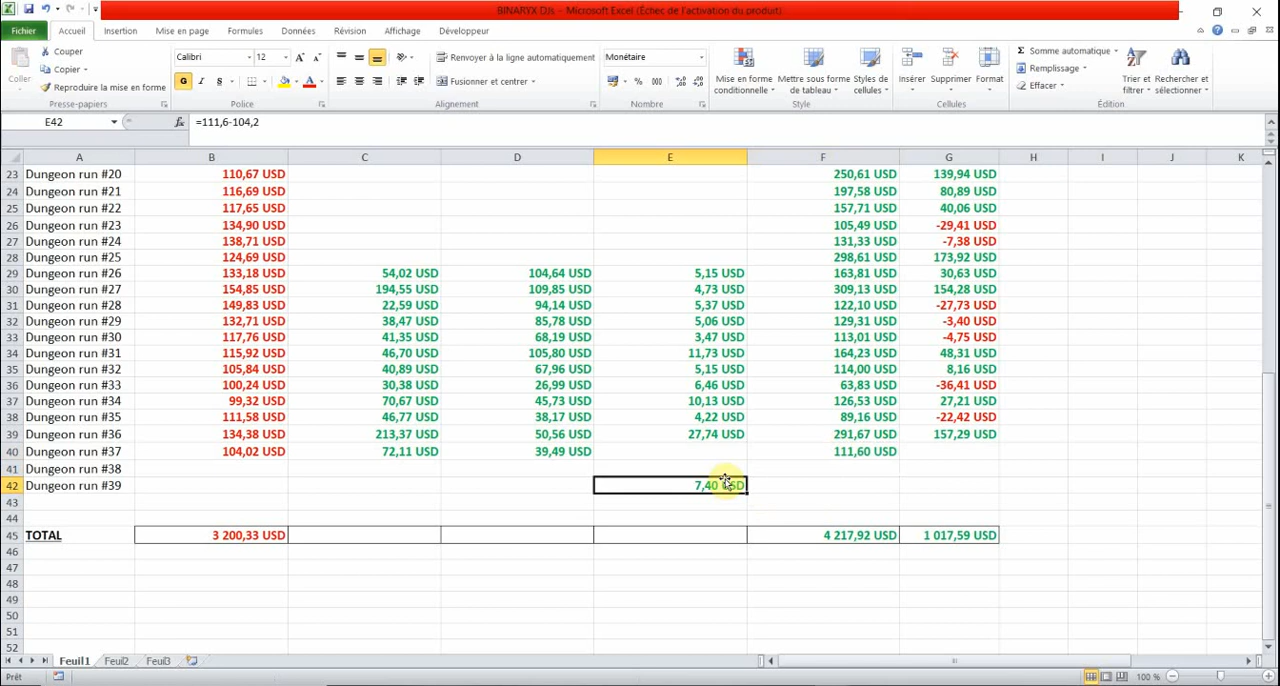 BINARYX DJs - Microsoft Excel (Échec de l'activation du produit)
Fichier Accueil Insertion Mise en page Formules Données Révision Affichage Développeur
Coller
Couper
Copier
Reproduire la mise en forme
Presse-papiers
Calibri 12
G I S
Police
Renvoyer à la ligne automatiquement
Fusionner et centrer
Alignement
Monétaire
% 000
Nombre
Mise en forme conditionnelle
Mettre sous forme de tableau
Styles de cellules
Style
Insérer Supprimer Format
Cellules
Σ Somme automatique
Remplissage
Effacer
Trier et filtrer
Rechercher et sélectionner
Édition
E42 fx =111,6-104,2
A B C D E F G H I J K
23 Dungeon run #20 110,67 USD 250,61 USD 139,94 USD
24 Dungeon run #21 116,69 USD 197,58 USD 80,89 USD
25 Dungeon run #22 117,65 USD 157,71 USD 40,06 USD
26 Dungeon run #23 134,90 USD 105,49 USD -29,41 USD
27 Dungeon run #24 138,71 USD 131,33 USD -7,38 USD
28 Dungeon run #25 124,69 USD 298,61 USD 173,92 USD
29 Dungeon run #26 133,18 USD 54,02 USD 104,64 USD 5,15 USD 163,81 USD 30,63 USD
30 Dungeon run #27 154,85 USD 194,55 USD 109,85 USD 4,73 USD 309,13 USD 154,28 USD
31 Dungeon run #28 149,83 USD 22,59 USD 94,14 USD 5,37 USD 122,10 USD -27,73 USD
32 Dungeon run #29 132,71 USD 38,47 USD 85,78 USD 5,06 USD 129,31 USD -3,40 USD
33 Dungeon run #30 117,76 USD 41,35 USD 68,19 USD 3,47 USD 113,01 USD -4,75 USD
34 Dungeon run #31 115,92 USD 46,70 USD 105,80 USD 11,73 USD 164,23 USD 48,31 USD
35 Dungeon run #32 105,84 USD 40,89 USD 67,96 USD 5,15 USD 114,00 USD 8,16 USD
36 Dungeon run #33 100,24 USD 30,38 USD 26,99 USD 6,46 USD 63,83 USD -36,41 USD
37 Dungeon run #34 99,32 USD 70,67 USD 45,73 USD 10,13 USD 126,53 USD 27,21 USD
38 Dungeon run #35 111,58 USD 46,77 USD 38,17 USD 4,22 USD 89,16 USD -22,42 USD
39 Dungeon run #36 134,38 USD 213,37 USD 50,56 USD 27,74 USD 291,67 USD 157,29 USD
40 Dungeon run #37 104,02 USD 72,11 USD 39,49 USD 111,60 USD
41 Dungeon run #38
42 Dungeon run #39 7,40 USD
43
44
45 TOTAL 3 200,33 USD 4 217,92 USD 1 017,59 USD
46
47
48
49
50
51
52
Feuil1 Feuil2 Feuil3
Prêt 100 %